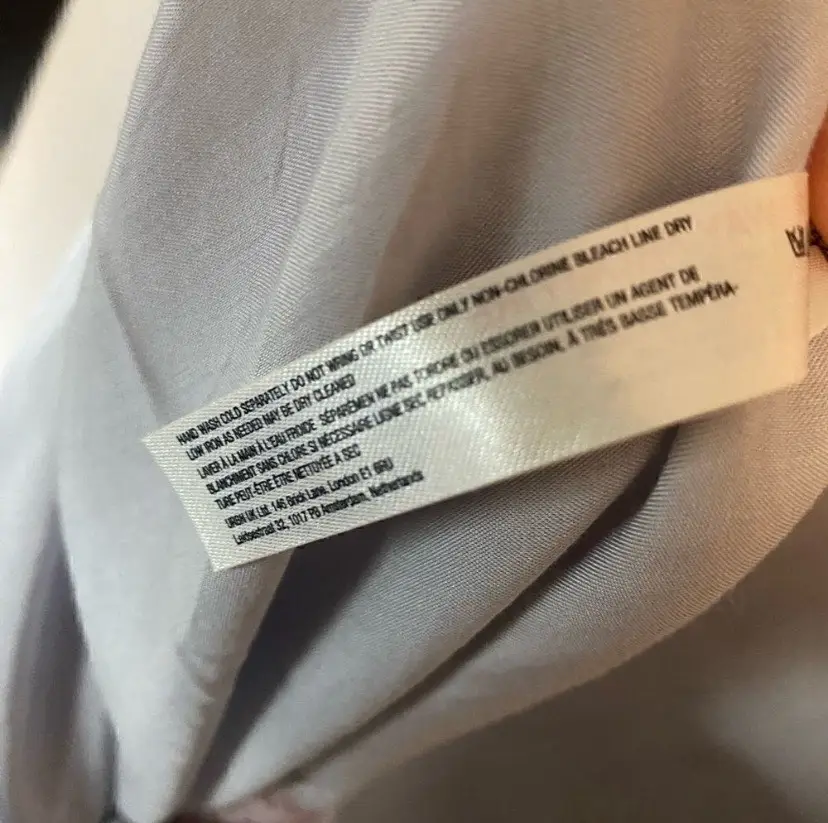 HAND WASH COLD SEPARATELY DO NOT WRING OR TWIST USE ONLY NON-CHLORINE BLEACH LINE DRY
LOW IRON AS NEEDED MAY BE DRY CLEANED
LAVER À LA MAIN À L'EAU FROIDE SÉPARÉMEN NE PAS TORDRE OU ESSORER UTILISER UN AGENT DE
BLANCHIMENT SANS CHLORE SI NÉCESSAIRE LIGNE SEC REPASSER, AU BESOIN, À TRÈS BASSE TEMPÉRA-
TURE PEUT-ÊTRE ÊTRE NETTOYÉE À SEC
URBN UK Ltd. 146 Brick Lane, London E1 6RU
32, 1017 PB Amsterdam, Netherlands